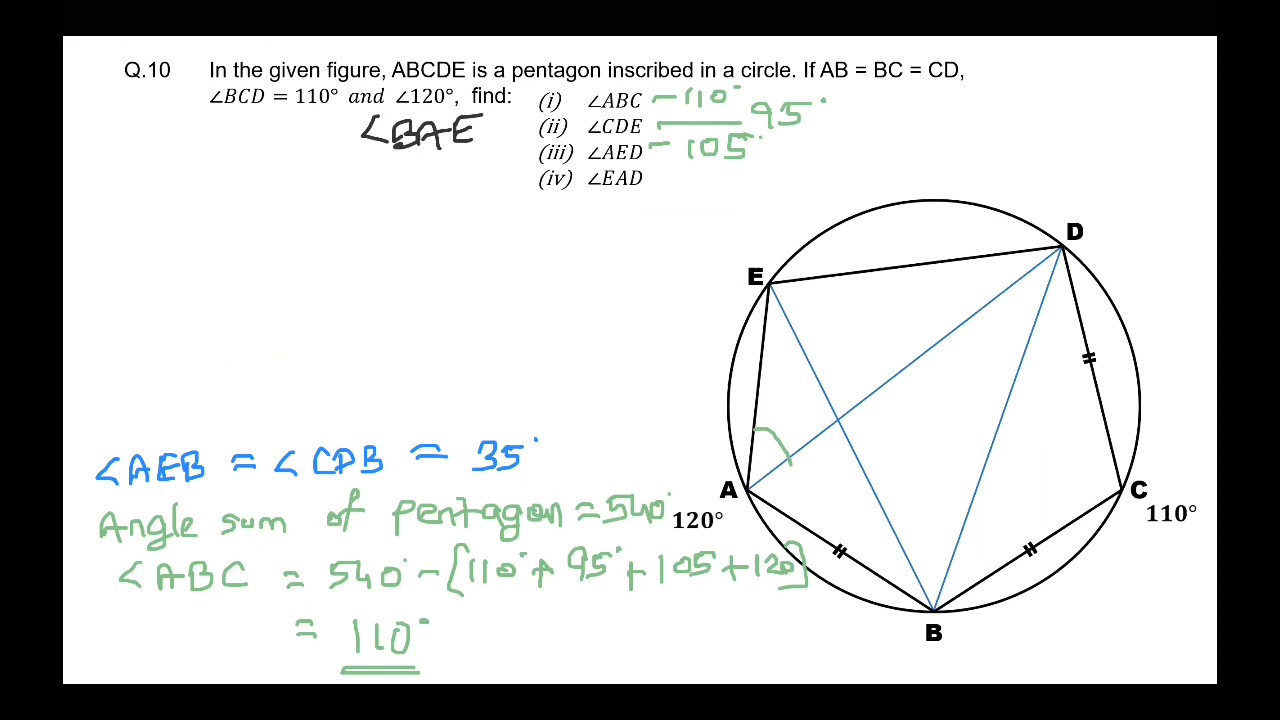 Q.10 In the given figure, ABCDE is a pentagon inscribed in a circle. If AB = BC = CD,
∠BCD = 110° and ∠120°, find: (i) ∠ABC – 110°
∠BAE (ii) ∠CDE 95°
(iii) ∠AED – 105°
(iv) ∠EAD
D
E
A
C
120°
110°
B
∠AEB = ∠CDB = 35°
Angle sum of pentagon = 540°
∠ABC = 540° – [110° + 95° + 105 + 120]
= 110°